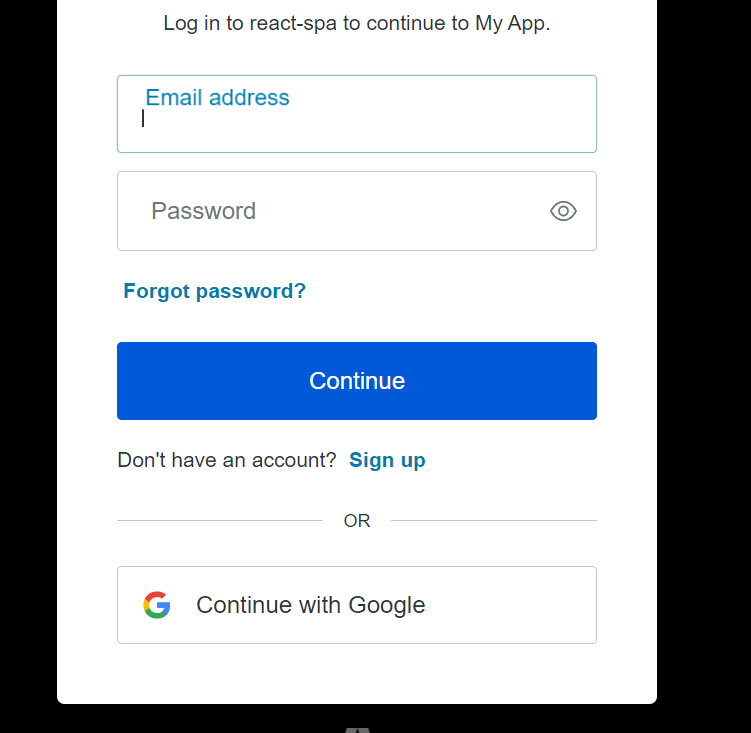 Log in to react-spa to continue to My App.
Email address
Password
Forgot password?
Continue
Don't have an account? Sign up
OR
Continue with Google